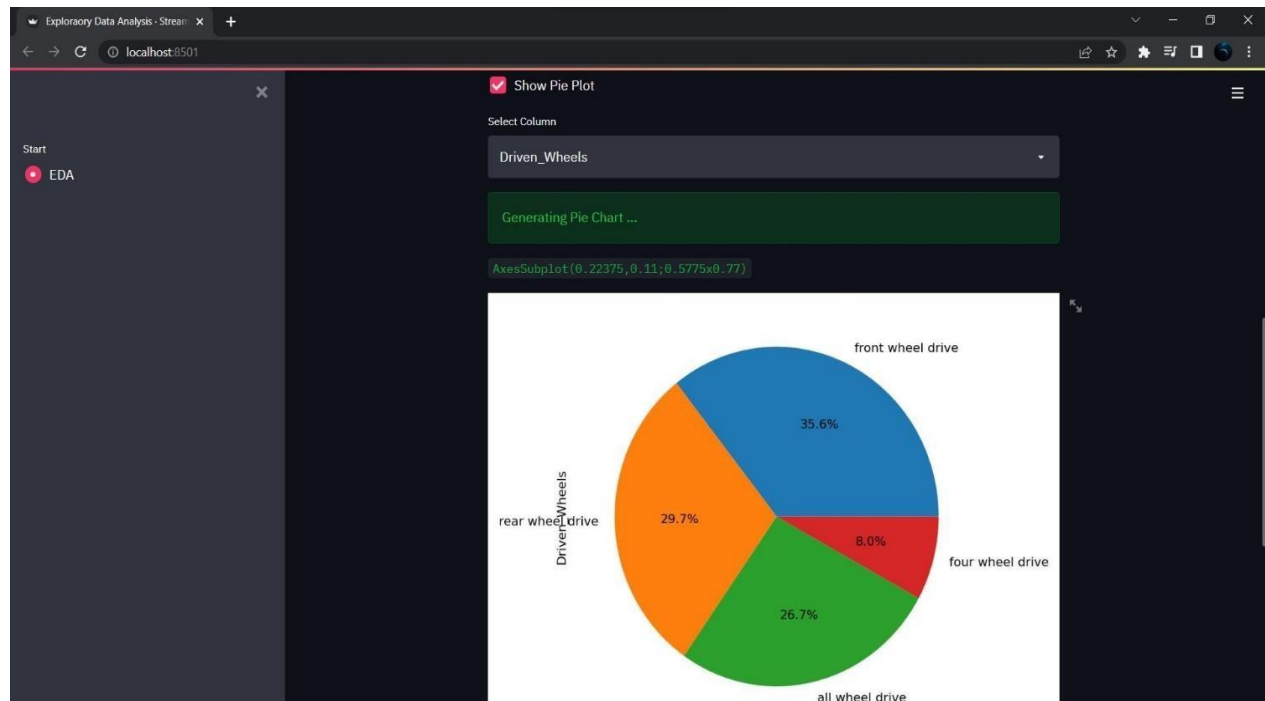 Exploraory Data Analysis · Stream
localhost:8501
Start
EDA
Show Pie Plot
Select Column
Driven_Wheels
Generating Pie Chart ...
AxesSubplot(0.22375,0.11;0.5775x0.77)
front wheel drive
35.6%
rear wheel drive
Driven_Wheels
29.7%
8.0%
four wheel drive
26.7%
all wheel drive